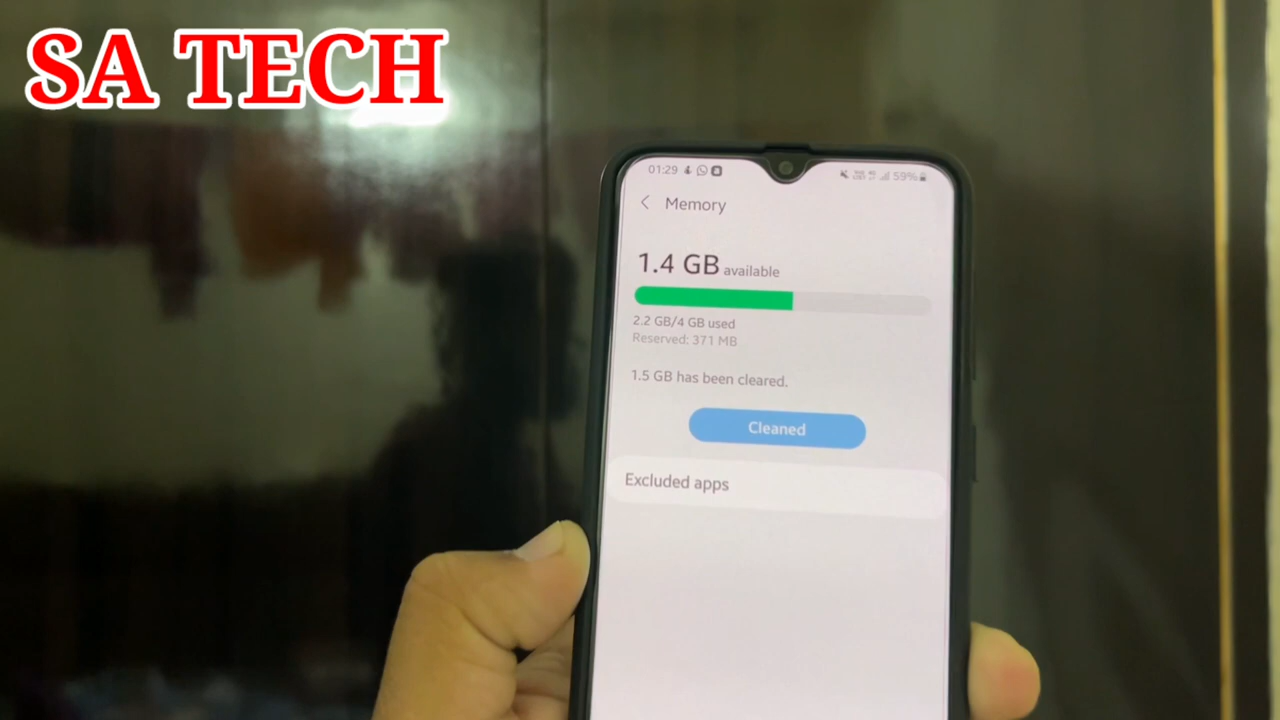 SA TECH
01:29
59%
Memory
1.4 GB available
2.2 GB/4 GB used
Reserved: 371 MB
1.5 GB has been cleared.
Cleaned
Excluded apps